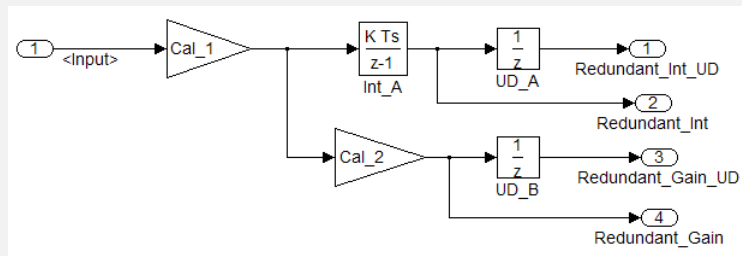 1
<Input>
Cal_1
K Ts
z-1
Int_A
1
z
UD_A
1
Redundant_Int_UD
2
Redundant_Int
Cal_2
1
z
UD_B
3
Redundant_Gain_UD
4
Redundant_Gain